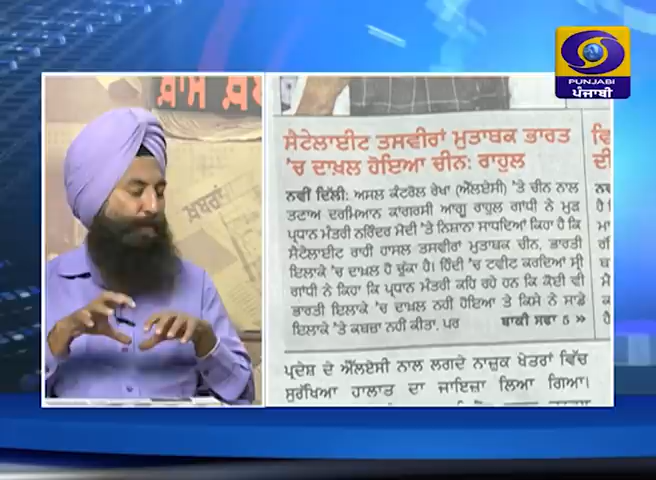 PUNJABI
ਪੰਜਾਬੀ
ਖ਼ਾਸ ਖ਼ਬ
ਖ਼ਬਰਾਂ
ਸੈਟੇਲਾਈਟ ਤਸਵੀਰਾਂ ਮੁਤਾਬਕ ਭਾਰਤ
'ਚ ਦਾਖ਼ਲ ਹੋਇਆ ਚੀਨ: ਰਾਹੁਲ
ਨਵੀਂ ਦਿੱਲੀ: ਅਸਲ ਕੰਟਰੋਲ ਰੇਖਾ (ਐੱਲਏਸੀ) 'ਤੇ ਚੀਨ ਨਾਲ
ਤਣਾਅ ਦਰਮਿਆਨ ਕਾਂਗਰਸੀ ਆਗੂ ਰਾਹੁਲ ਗਾਂਧੀ ਨੇ ਮੁੜ
ਪ੍ਰਧਾਨ ਮੰਤਰੀ ਨਰਿੰਦਰ ਮੋਦੀ 'ਤੇ ਨਿਸ਼ਾਨਾ ਸਾਧਦਿਆਂ ਕਿਹਾ ਹੈ ਕਿ
ਸੈਟੇਲਾਈਟ ਰਾਹੀਂ ਹਾਸਲ ਤਸਵੀਰਾਂ ਮੁਤਾਬਕ ਚੀਨ, ਭਾਰਤੀ
ਇਲਾਕੇ 'ਚ ਦਾਖ਼ਲ ਹੋ ਚੁੱਕਾ ਹੈ। ਹਿੰਦੀ 'ਚ ਟਵੀਟ ਕਰਦਿਆਂ ਸ੍ਰੀ
ਗਾਂਧੀ ਨੇ ਕਿਹਾ ਕਿ ਪ੍ਰਧਾਨ ਮੰਤਰੀ ਕਹਿ ਰਹੇ ਹਨ ਕਿ ਕੋਈ ਵੀ
ਭਾਰਤੀ ਇਲਾਕੇ 'ਚ ਦਾਖ਼ਲ ਨਹੀਂ ਹੋਇਆ ਤੇ ਕਿਸੇ ਨੇ ਸਾਡੇ
ਇਲਾਕੇ 'ਤੇ ਕਬਜ਼ਾ ਨਹੀਂ ਕੀਤਾ, ਪਰ ਬਾਕੀ ਸਫਾ 5 »
ਪ੍ਰਦੇਸ਼ ਦੇ ਐੱਲਏਸੀ ਨਾਲ ਲਗਦੇ ਨਾਜ਼ੁਕ ਖੇਤਰਾਂ ਵਿੱਚ
ਸੁਰੱਖਿਆ ਹਾਲਾਤ ਦਾ ਜਾਇਜ਼ਾ ਲਿਆ ਗਿਆ।